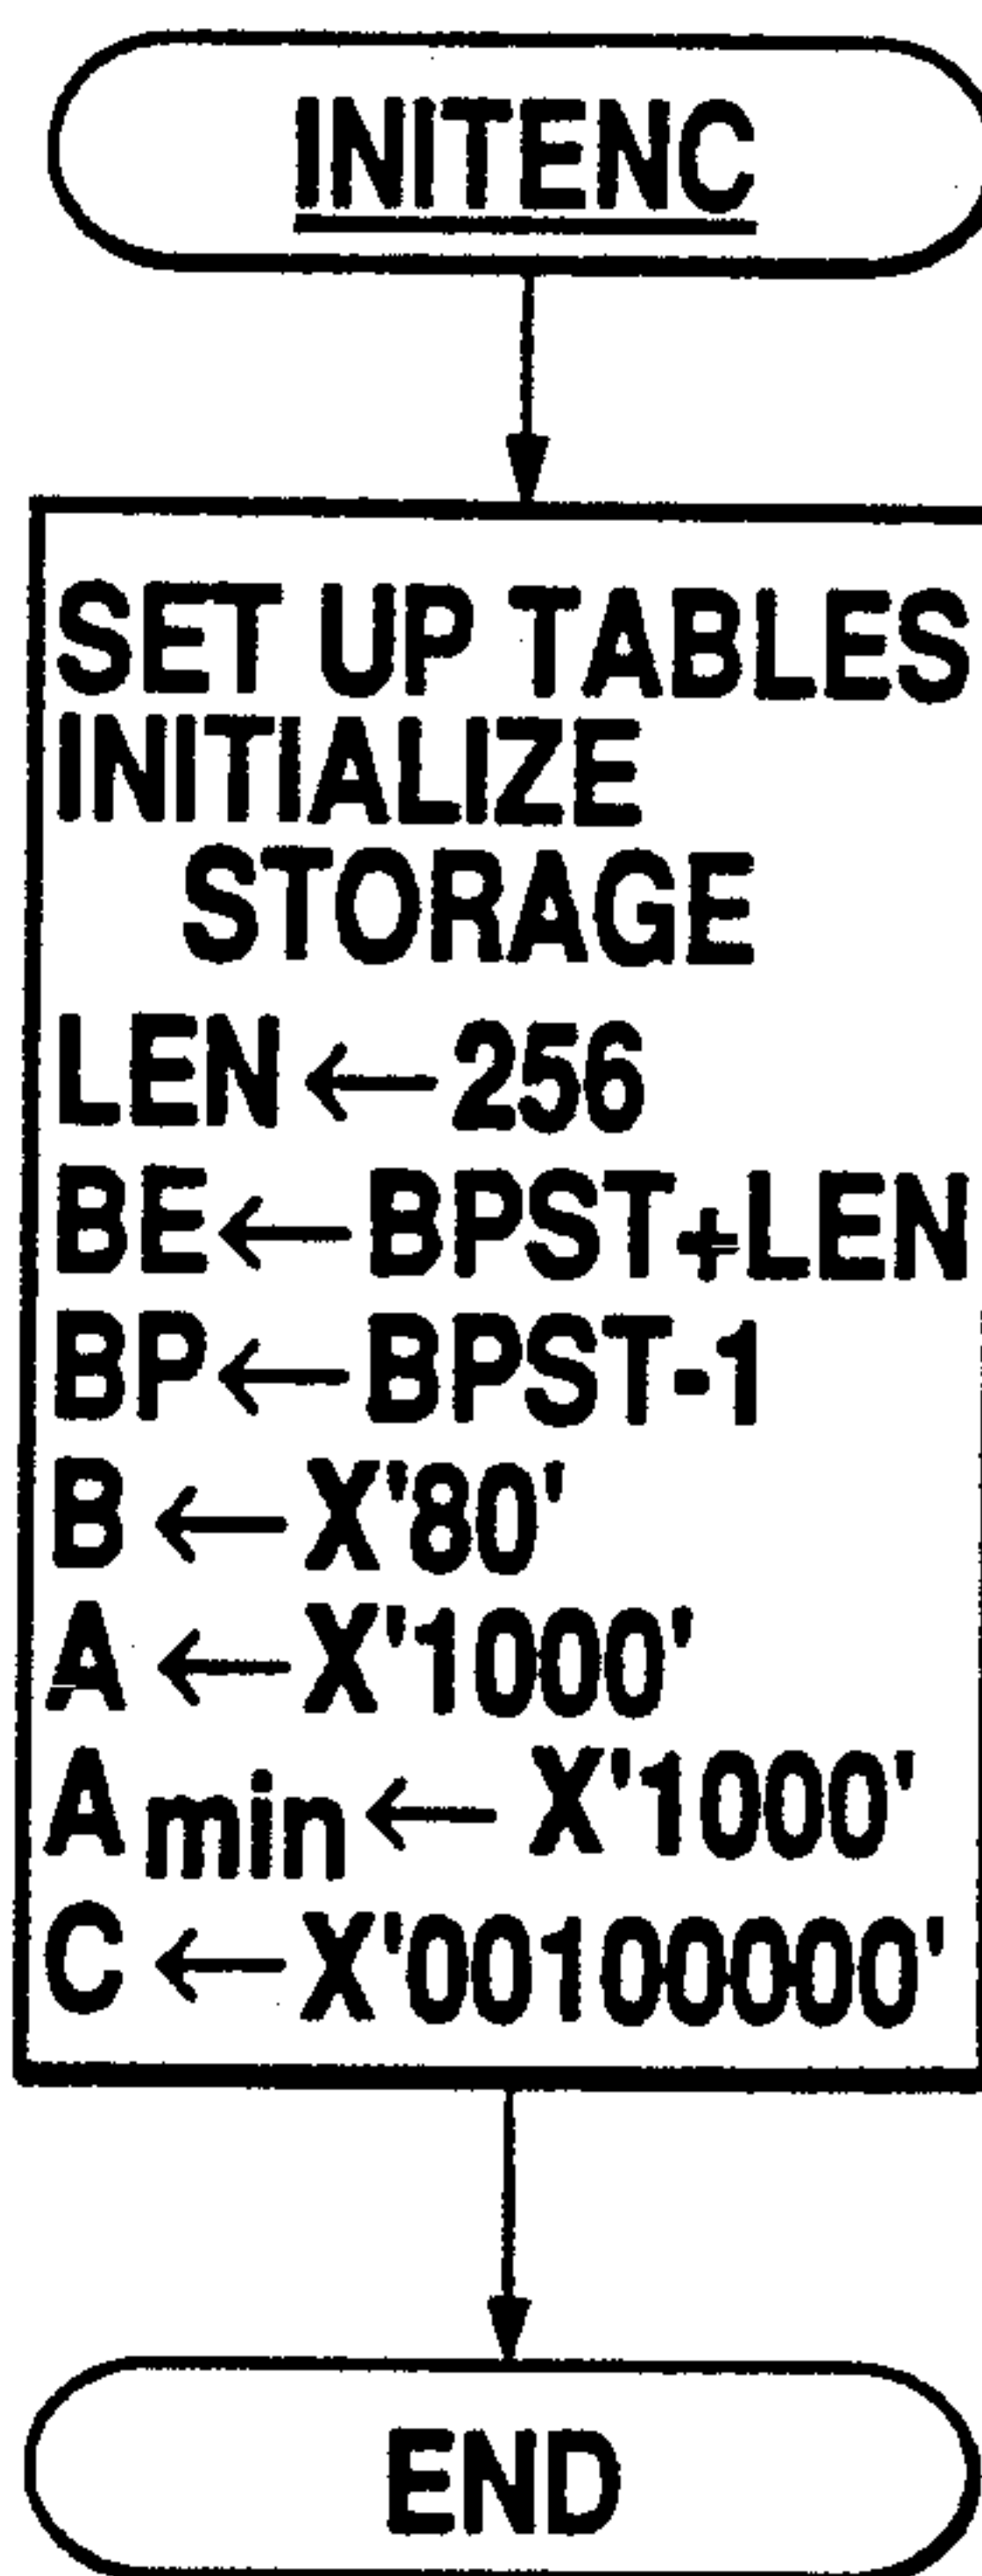 INITENC
SET UP TABLES
INITIALIZE
STORAGE
LEN ← 256
BE ← BPST+LEN
BP ← BPST-1
B ← X'80'
A ← X'1000'
A min ← X'1000'
C ← X'00100000'
END